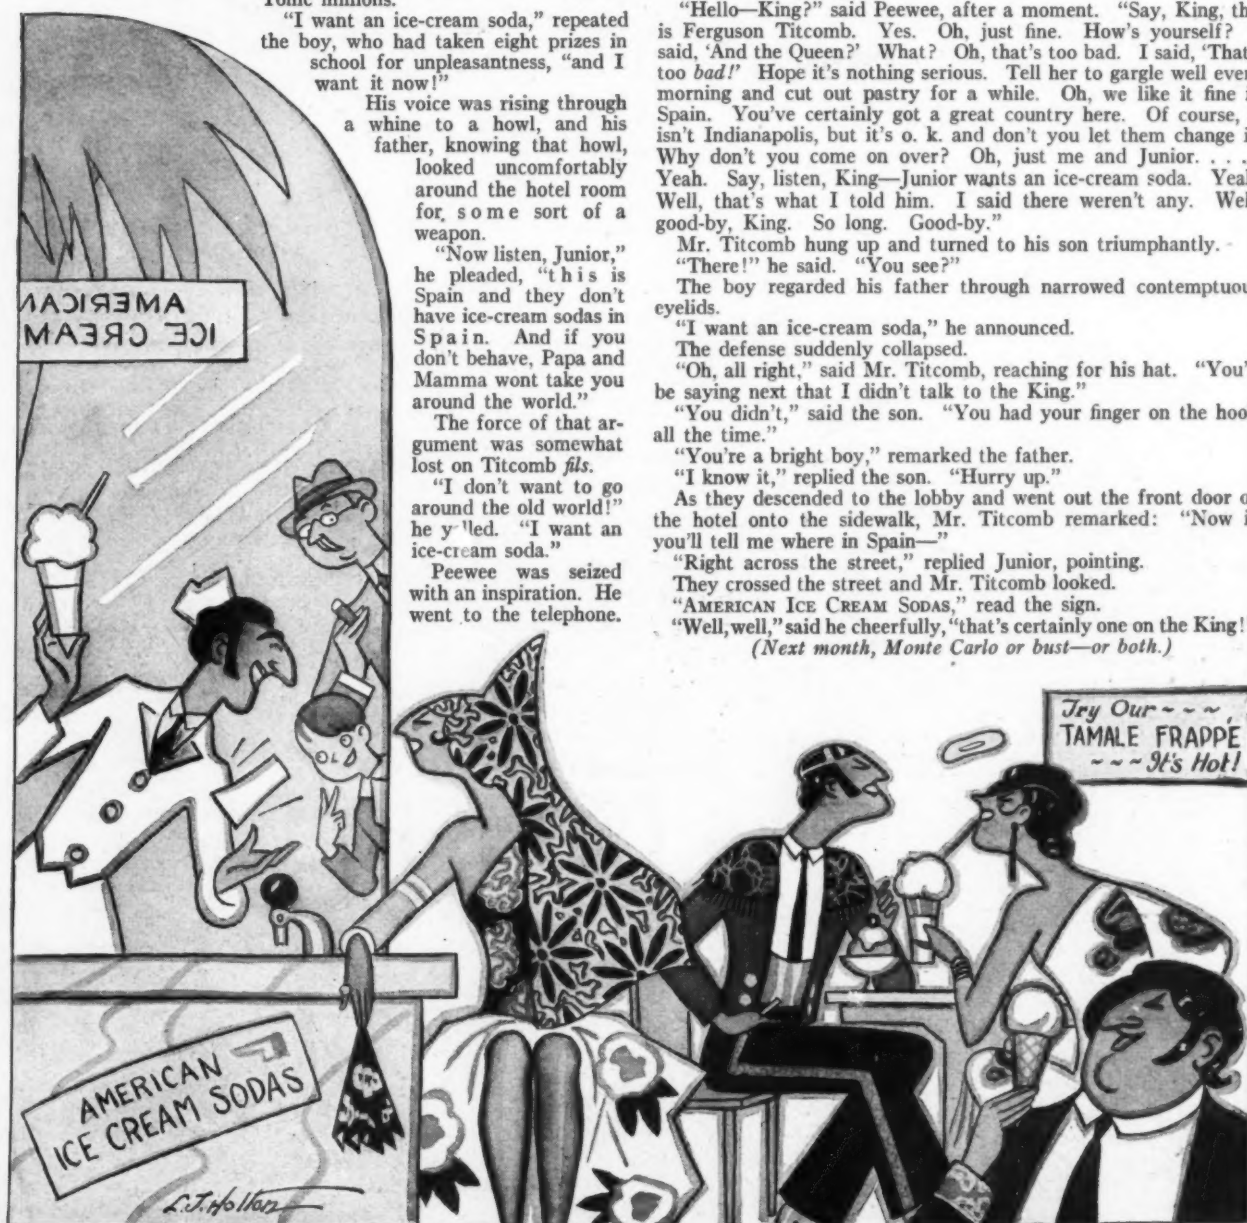 Tonic millions.
"I want an ice-cream soda," repeated
the boy, who had taken eight prizes in
school for unpleasantness, "and I
want it now!"
His voice was rising through
a whine to a howl, and his
father, knowing that howl,
looked uncomfortably
around the hotel room
for some sort of a
weapon.
"Now listen, Junior,"
he pleaded, "this is
Spain and they don't
have ice-cream sodas in
Spain. And if you
don't behave, Papa and
Mamma wont take you
around the world."
The force of that ar-
gument was somewhat
lost on Titcomb fils.
"I don't want to go
around the old world!"
he y lled. "I want an
ice-cream soda."
Peewee was seized
with an inspiration. He
went to the telephone.
"Hello—King?" said Peewee, after a moment. "Say, King, th
is Ferguson Titcomb. Yes. Oh, just fine. How's yourself?
said, 'And the Queen?' What? Oh, that's too bad. I said, 'That
too bad!' Hope it's nothing serious. Tell her to gargle well ever
morning and cut out pastry for a while. Oh, we like it fine
Spain. You've certainly got a great country here. Of course,
isn't Indianapolis, but it's o. k. and don't you let them change i
Why don't you come on over? Oh, just me and Junior. . . .
Yeah. Say, listen, King—Junior wants an ice-cream soda. Yeah
Well, that's what I told him. I said there weren't any. Wel
good-by, King. So long. Good-by."
Mr. Titcomb hung up and turned to his son triumphantly.
"There!" he said. "You see?"
The boy regarded his father through narrowed contemptuou
eyelids.
"I want an ice-cream soda," he announced.
The defense suddenly collapsed.
"Oh, all right," said Mr. Titcomb, reaching for his hat. "You'
be saying next that I didn't talk to the King."
"You didn't," said the son. "You had your finger on the hoo
all the time."
"You're a bright boy," remarked the father.
"I know it," replied the son. "Hurry up."
As they descended to the lobby and went out the front door o
the hotel onto the sidewalk, Mr. Titcomb remarked: "Now i
you'll tell me where in Spain—"
"Right across the street," replied Junior, pointing.
They crossed the street and Mr. Titcomb looked.
"AMERICAN ICE CREAM SODAS," read the sign.
"Well, well," said he cheerfully, "that's certainly one on the King!
(Next month, Monte Carlo or bust—or both.)
AMERICAN
ICE CREAM
Try Our ~ ~ ~
TAMALE FRAPPÉ
~ ~ ~ It's Hot!
AMERICAN
ICE CREAM SODAS
L.T. Holton